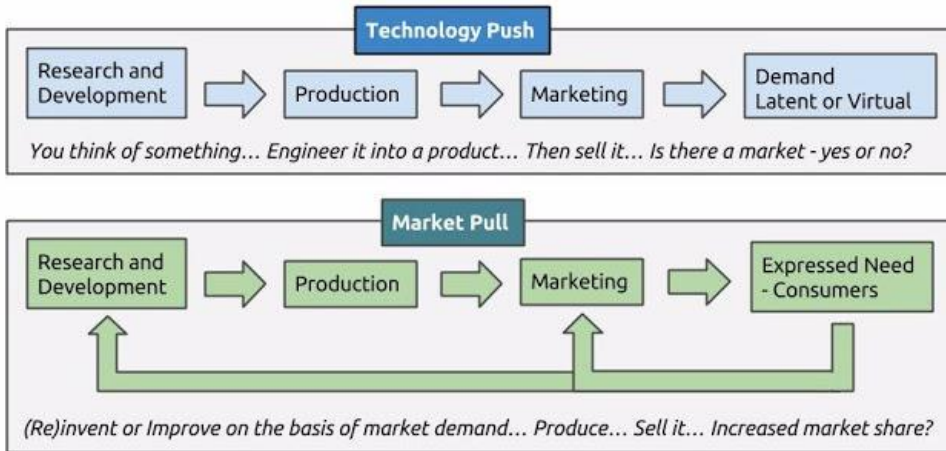 Technology Push
Research and
Development
Production
Marketing
Demand
Latent or Virtual
You think of something... Engineer it into a product... Then sell it... Is there a market - yes or no?
Market Pull
Research and
Development
Production
Marketing
Expressed Need
- Consumers
(Re)invent or Improve on the basis of market demand... Produce... Sell it... Increased market share?